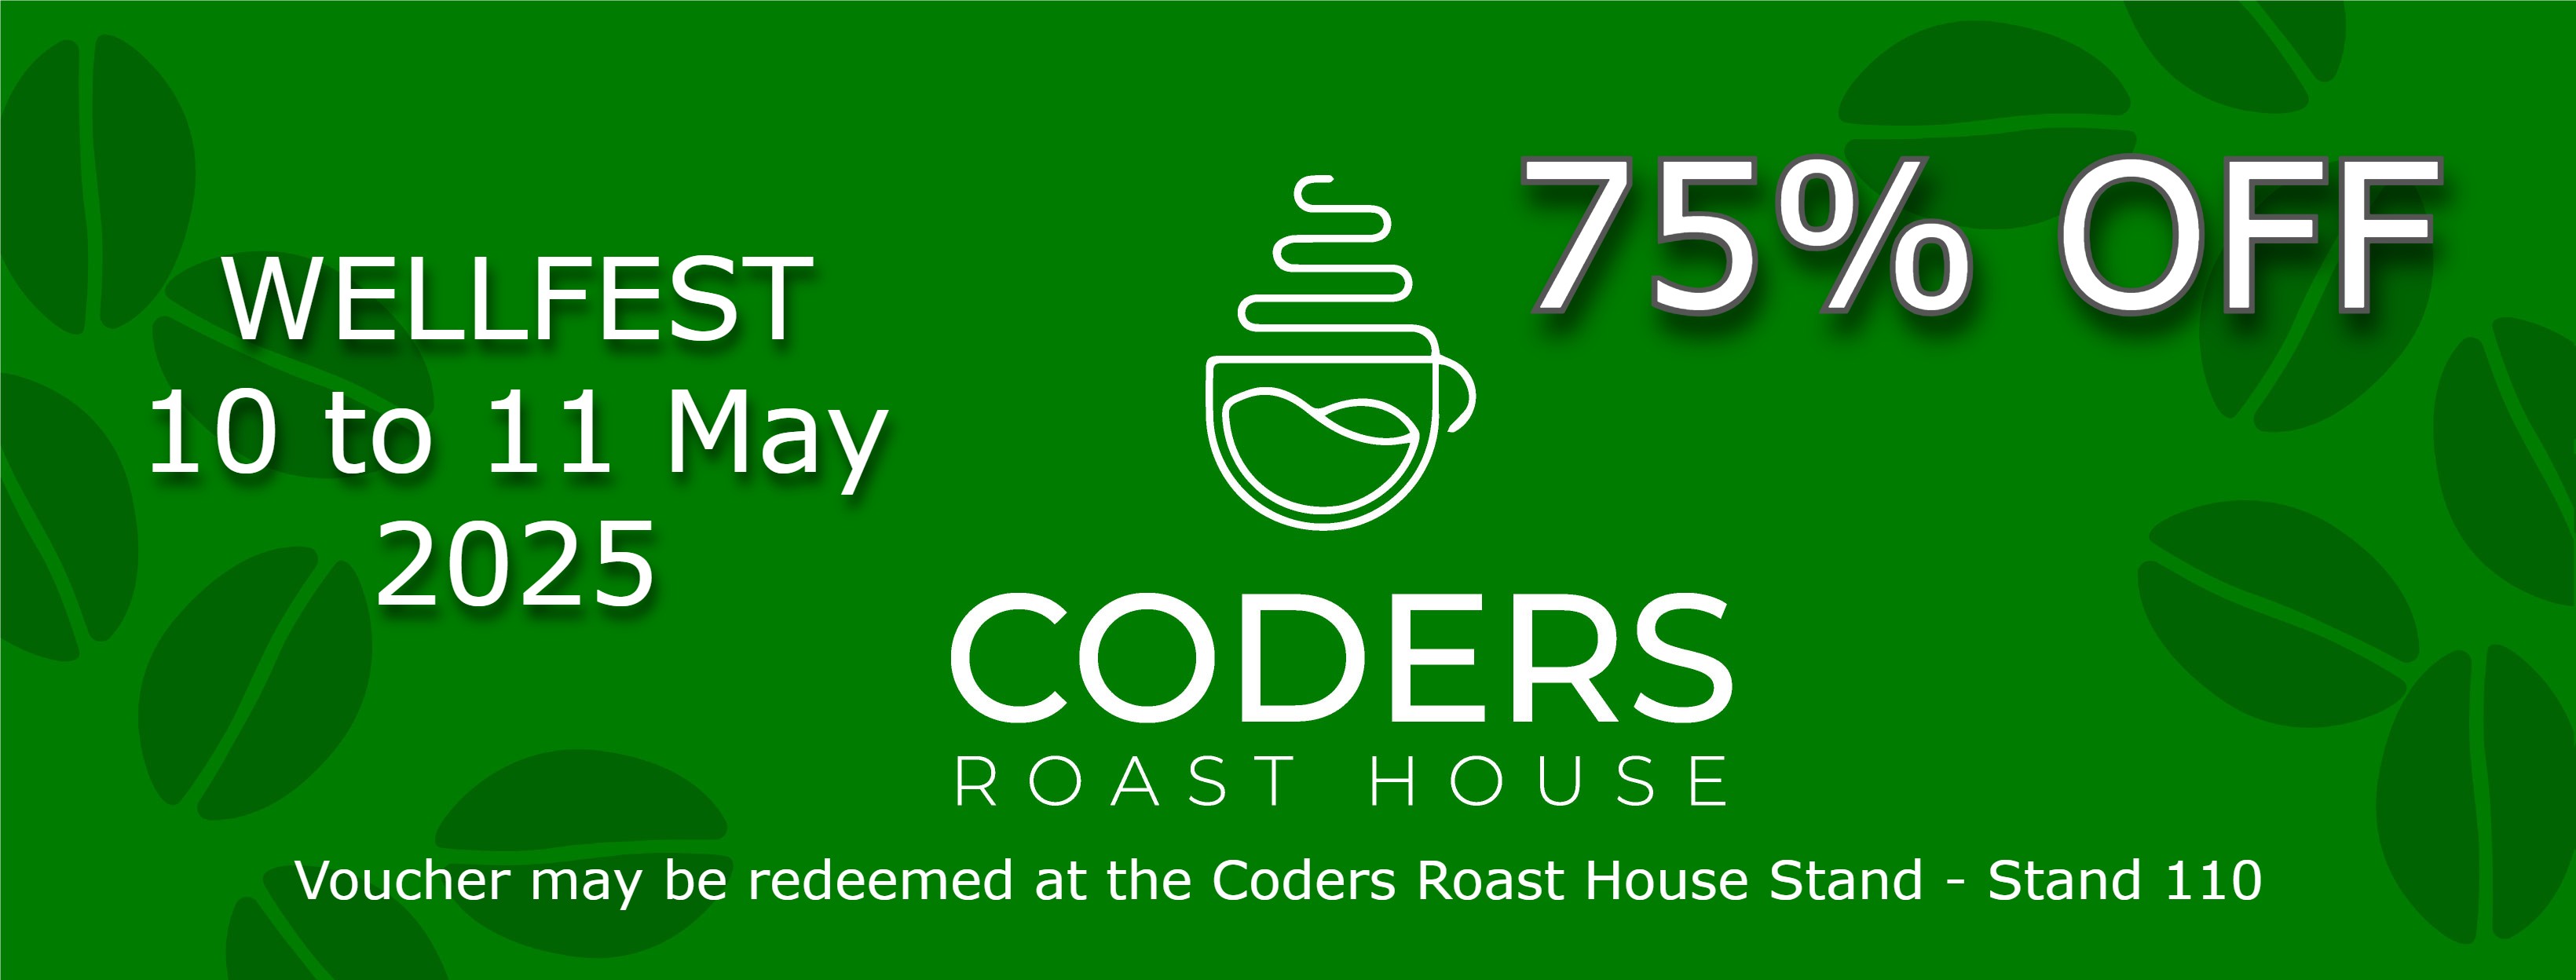 WELLFEST
10 to 11 May
2025
75% OFF
CODERS
ROAST HOUSE
Voucher may be redeemed at the Coders Roast House Stand - Stand 110